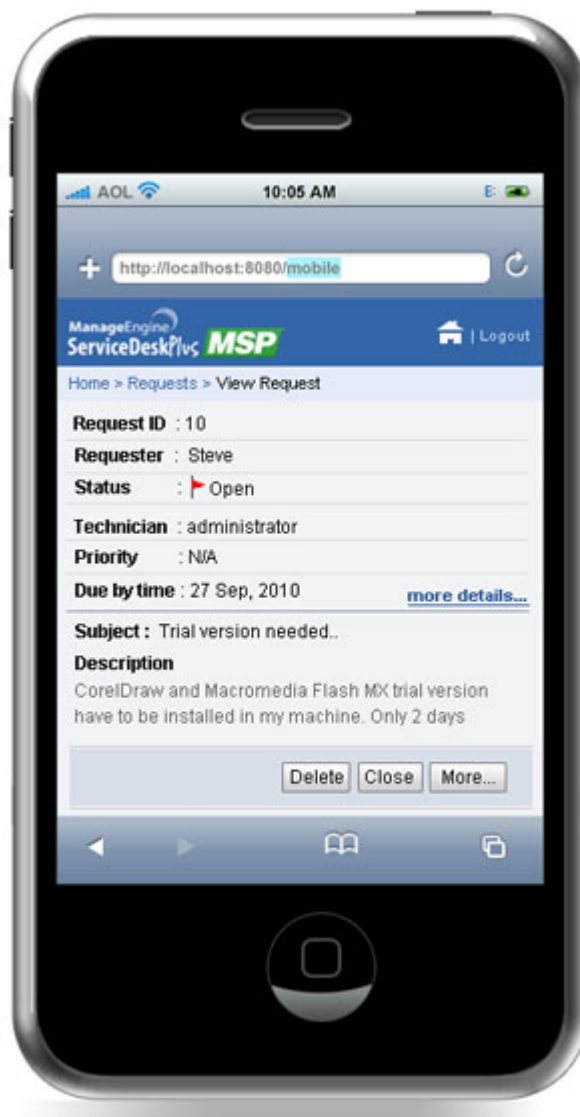 AOL 10:05 AM E:
http://localhost:8080/mobile
ManageEngine
ServiceDeskPlus MSP | Logout
Home » Requests » View Request
Request ID : 10
Requester : Steve
Status : Open
Technician : administrator
Priority : N/A
Due by time : 27 Sep, 2010 more details...
Subject : Trial version needed..
Description
CorelDraw and Macromedia Flash MX trial version
have to be installed in my machine. Only 2 days
Delete Close More...